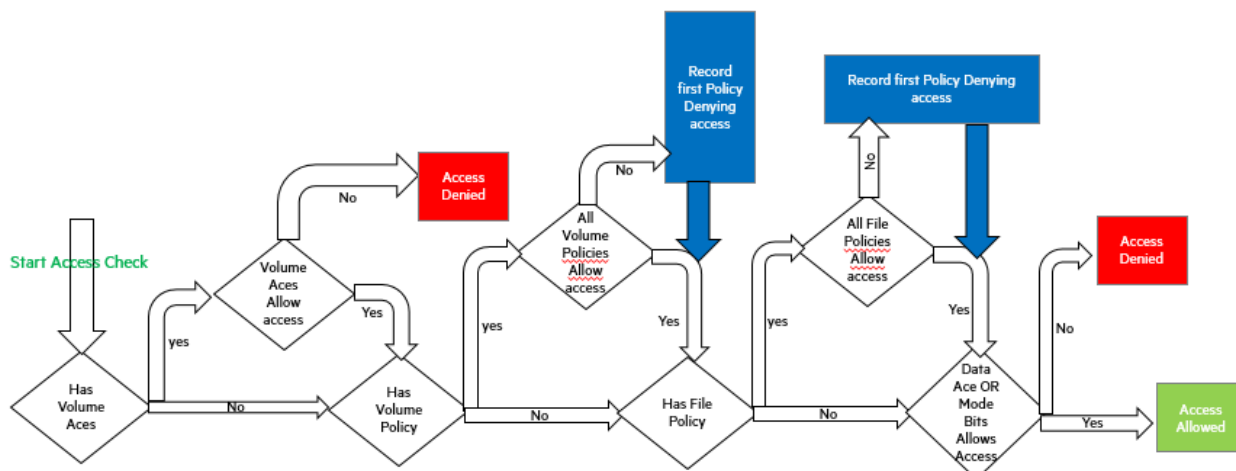 Record
first Policy
Denying
access
Record first Policy Denying
access
No
Access
Denied
No
No
All
Volume
Policies
Allow
access
All File
Policies
Allow
access
Access
Denied
Start Access Check
Volume
Aces
Allow
access
Yes
yes
yes
Yes
yes
Yes
No
Has
Volume
Aces
No
Has
Volume
Policy
No
Has File
Policy
No
Data
Ace OR
Mode
Bits
Allows
Access
Yes
Access
Allowed